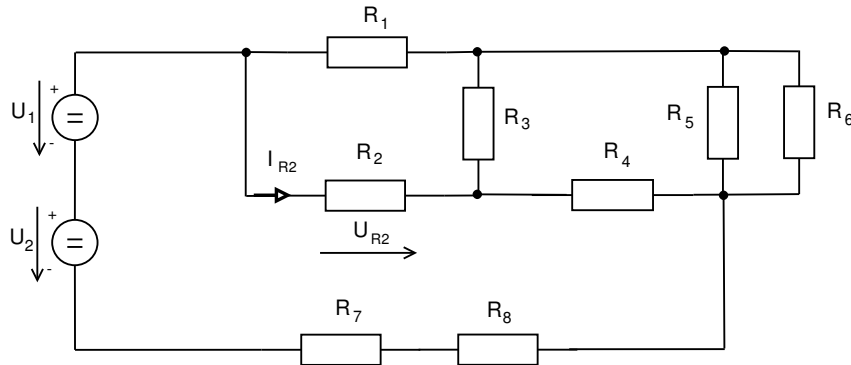 R1
+
U1
-
R3
R5
R6
IR2
R2
R4
+
U2
-
UR2
R7
R8